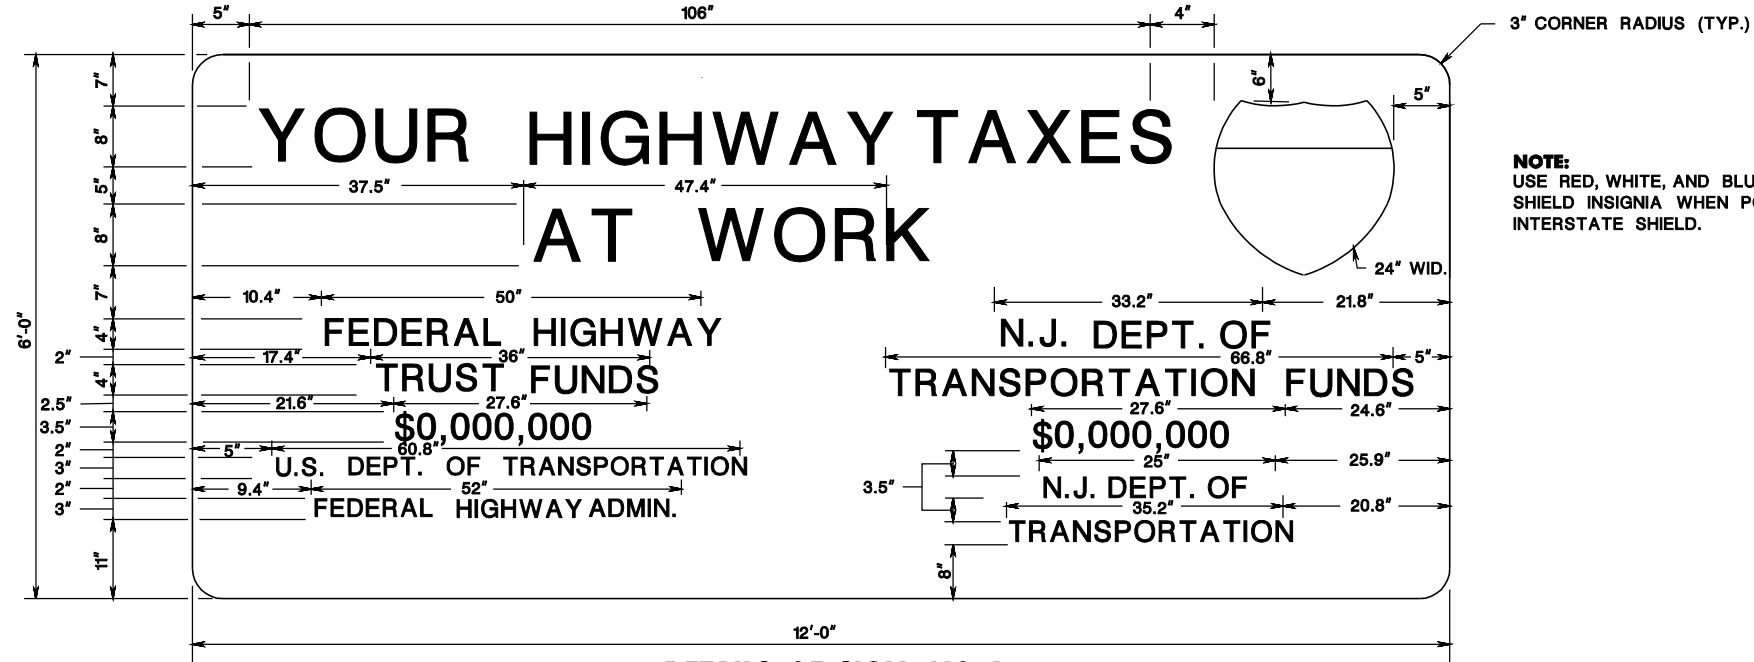 5" 106" 4"
3" CORNER RADIUS (TYP.)
7" 6" 5"
YOUR HIGHWAY TAXES
8"
NOTE:
USE RED, WHITE, AND
SHIELD INSIGNIA WHEN
INTERSTATE SHIELD.
5" 37.5" 47.4"
AT WORK
8"
24" WID.
7" 10.4" 50" 33.2" 21.8"
6'-0"
4" FEDERAL HIGHWAY N.J. DEPT. OF
2" 17.4" 36" 66.8" 5"
4" TRUST FUNDS TRANSPORTATION FUNDS
2.5" 21.6" 27.6" 27.6" 24.6"
3.5" $0,000,000 $0,000,000
2" 5" 60.8" 25" 25.9"
3" U.S. DEPT. OF TRANSPORTATION
2" 9.4" 52" 3.5" N.J. DEPT. OF
35.2" 20.8"
3" FEDERAL HIGHWAY ADMIN.
TRANSPORTATION
11" 8"
12'-0"